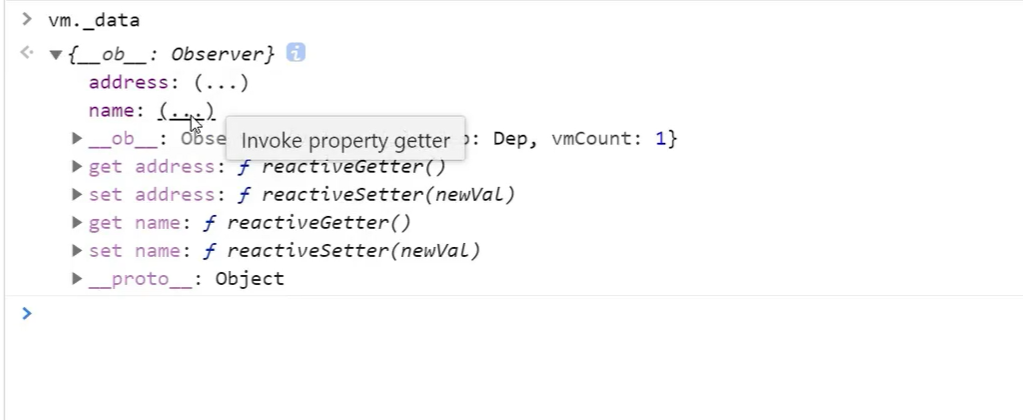 > vm._data
{__ob__: Observer} i
address: (...)
name: (...)
__ob__: Obse : Dep, vmCount: 1}
Invoke property getter
get address: ƒ reactiveGetter()
set address: ƒ reactiveSetter(newVal)
get name: ƒ reactiveGetter()
set name: ƒ reactiveSetter(newVal)
__proto__: Object
>